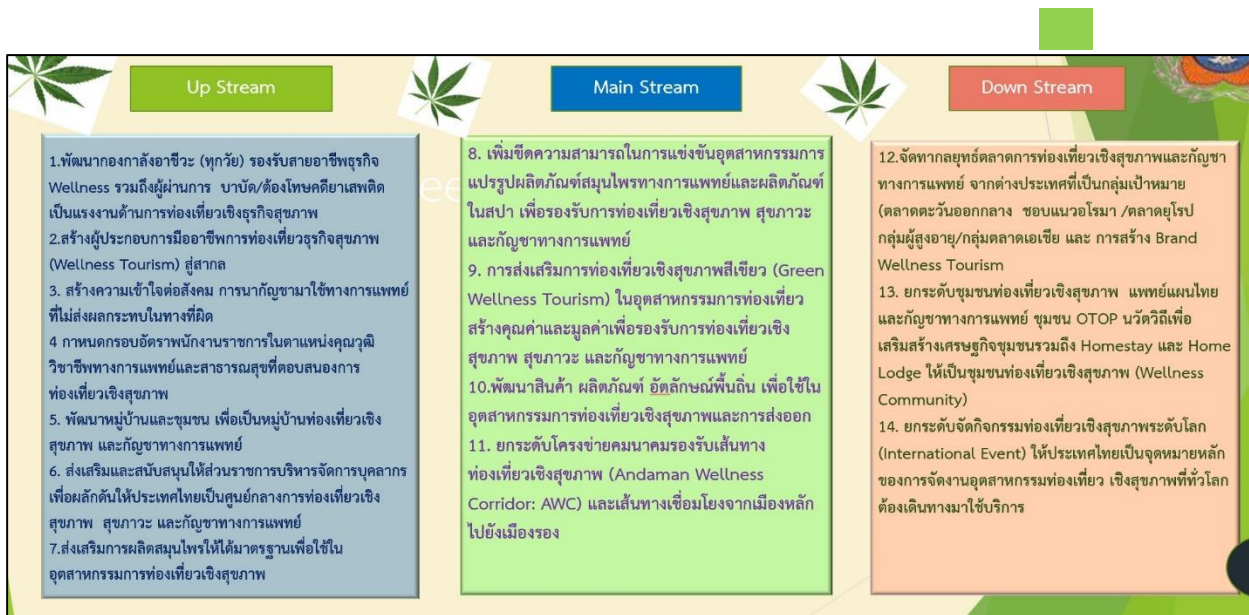 Up Stream
1.พัฒนากองกาลังอาชีวะ (ทุกวัย) รองรับสายอาชีพธุรกิจ
Wellness รวมถึงผู้ผ่านการ บาบัด/ต้องโทษคดียาเสพติด
เป็นแรงงานด้านการท่องเที่ยวเชิงธุรกิจสุขภาพ
2.สร้างผู้ประกอบการมืออาชีพการท่องเที่ยวธุรกิจสุขภาพ
(Wellness Tourism) สู่สากล
3. สร้างความเข้าใจต่อสังคม การนากัญชามาใช้ทางการแพทย์
ที่ไม่ส่งผลกระทบในทางที่ผิด
4 กาหนดกรอบอัตราพนักงานราชการในตาแหน่งคุณวุฒิ
วิชาชีพทางการแพทย์และสาธารณสุขที่ตอบสนองการ
ท่องเที่ยวเชิงสุขภาพ
5. พัฒนาหมู่บ้านและชุมชน เพื่อเป็นหมู่บ้านท่องเที่ยวเชิง
สุขภาพ และกัญชาทางการแพทย์
6. ส่งเสริมและสนับสนุนให้ส่วนราชการบริหารจัดการบุคลากร
เพื่อผลักดันให้ประเทศไทยเป็นศูนย์กลางการท่องเที่ยวเชิง
สุขภาพ สุขภาวะ และกัญชาทางการแพทย์
7.ส่งเสริมการผลิตสมุนไพรให้ได้มาตรฐานเพื่อใช้ใน
อุตสาหกรรมการท่องเที่ยวเชิงสุขภาพ
Main Stream
8. เพิ่มขีดความสามารถในการแข่งขันอุตสาหกรรมการ
แปรรูปผลิตภัณฑ์สมุนไพรทางการแพทย์และผลิตภัณฑ์
ในสปา เพื่อรองรับการท่องเที่ยวเชิงสุขภาพ สุขภาวะ
และกัญชาทางการแพทย์
9. การส่งเสริมการท่องเที่ยวเชิงสุขภาพสีเขียว (Green
Wellness Tourism) ในอุตสาหกรรมการท่องเที่ยว
สร้างคุณค่าและมูลค่าเพื่อรองรับการท่องเที่ยวเชิง
สุขภาพ สุขภาวะ และกัญชาทางการแพทย์
10.พัฒนาสินค้า ผลิตภัณฑ์ อัตลักษณ์พื้นถิ่น เพื่อใช้ใน
อุตสาหกรรมการท่องเที่ยวเชิงสุขภาพและการส่งออก
11. ยกระดับโครงข่ายคมนาคมรองรับเส้นทาง
ท่องเที่ยวเชิงสุขภาพ (Andaman Wellness
Corridor: AWC) และเส้นทางเชื่อมโยงจากเมืองหลัก
ไปยังเมืองรอง
Down Stream
12.จัดทากลยุทธ์ตลาดการท่องเที่ยวเชิงสุขภาพและกัญชา
ทางการแพทย์ จากต่างประเทศที่เป็นกลุ่มเป้าหมาย
(ตลาดตะวันออกกลาง ชอบแนวอโรมา /ตลาดยุโรป
กลุ่มผู้สูงอายุ/กลุ่มตลาดเอเชีย และ การสร้าง Brand
Wellness Tourism
13. ยกระดับชุมชนท่องเที่ยวเชิงสุขภาพ แพทย์แผนไทย
และกัญชาทางการแพทย์ ชุมชน OTOP นวัตวิถีเพื่อ
เสริมสร้างเศรษฐกิจชุมชนรวมถึง Homestay และ Home
Lodge ให้เป็นชุมชนท่องเที่ยวเชิงสุขภาพ (Wellness
Community)
14. ยกระดับจัดกิจกรรมท่องเที่ยวเชิงสุขภาพระดับโลก
(International Event) ให้ประเทศไทยเป็นจุดหมายหลัก
ของการจัดงานอุตสาหกรรมท่องเที่ยว เชิงสุขภาพที่ทั่วโลก
ต้องเดินทางมาใช้บริการ